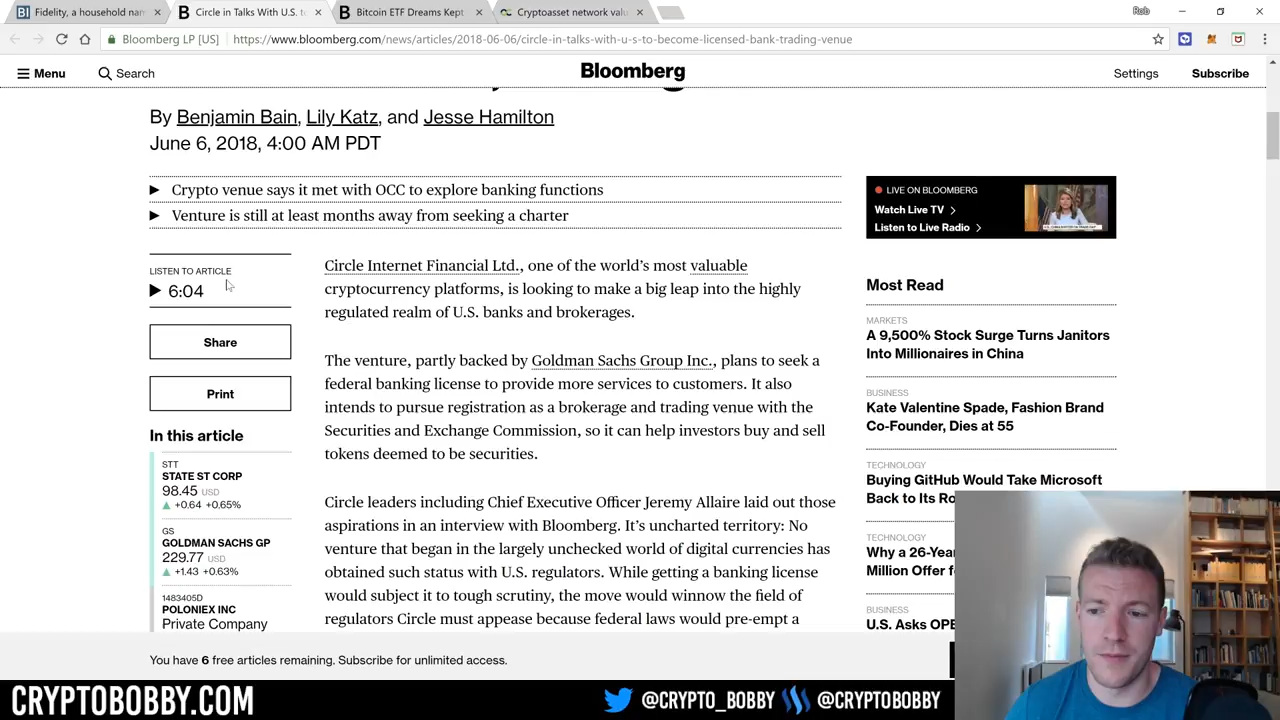 Fidelity, a household nam
Circle in Talks With U.S. to
Bitcoin ETF Dreams Kept
Cryptoasset network valu
Rob
Bloomberg LP [US]
https://www.bloomberg.com/news/articles/2018-06-06/circle-in-talks-with-u-s-to-become-licensed-bank-trading-venue
Menu
Search
Bloomberg
Settings
Subscribe
By Benjamin Bain, Lily Katz, and Jesse Hamilton
June 6, 2018, 4:00 AM PDT
Crypto venue says it met with OCC to explore banking functions
Venture is still at least months away from seeking a charter
LIVE ON BLOOMBERG
Watch Live TV
Listen to Live Radio
LISTEN TO ARTICLE
6:04
Share
Print
In this article
STT
STATE ST CORP
98.45 USD
+0.64 +0.65%
GS
GOLDMAN SACHS GP
229.77 USD
+1.43 +0.63%
1483405D
POLONIEX INC
Private Company
Circle Internet Financial Ltd., one of the world's most valuable
cryptocurrency platforms, is looking to make a big leap into the highly
regulated realm of U.S. banks and brokerages.
The venture, partly backed by Goldman Sachs Group Inc., plans to seek a
federal banking license to provide more services to customers. It also
intends to pursue registration as a brokerage and trading venue with the
Securities and Exchange Commission, so it can help investors buy and sell
tokens deemed to be securities.
Circle leaders including Chief Executive Officer Jeremy Allaire laid out those
aspirations in an interview with Bloomberg. It's uncharted territory: No
venture that began in the largely unchecked world of digital currencies has
obtained such status with U.S. regulators. While getting a banking license
would subject it to tough scrutiny, the move would winnow the field of
regulators Circle must appease because federal laws would pre-empt a
Most Read
MARKETS
A 9,500% Stock Surge Turns Janitors
Into Millionaires in China
BUSINESS
Kate Valentine Spade, Fashion Brand
Co-Founder, Dies at 55
TECHNOLOGY
Buying GitHub Would Take Microsoft
Back to Its Ro
TECHNOLOGY
Why a 26-Yea
Million Offer f
BUSINESS
U.S. Asks OPE
You have 6 free articles remaining. Subscribe for unlimited access.
CRYPTOBOBBY.COM
@CRYPTO_BOBBY
@CRYPTOBOBBY